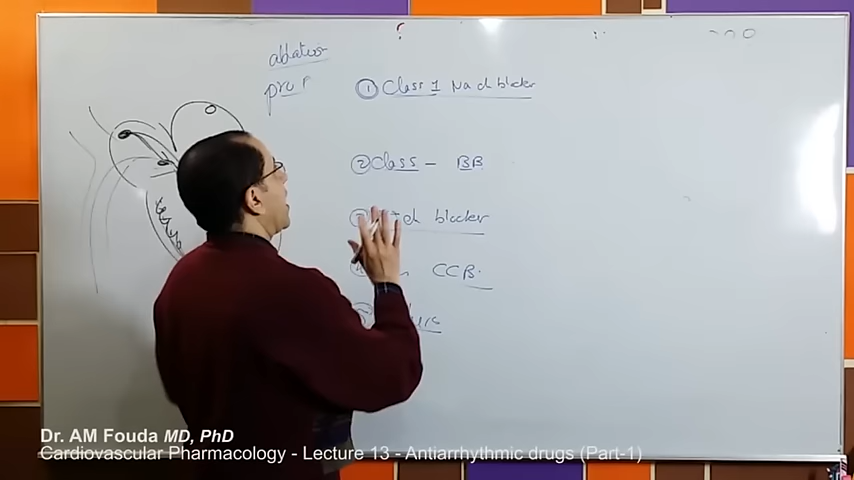 ablation
pro P
① Class 1 Na ch blocker
② Class - BB
ch blocker
CCB.
Dr. AM Fouda MD, PhD
Cardiovascular Pharmacology - Lecture 13 - Antiarrhythmic drugs (Part-1)